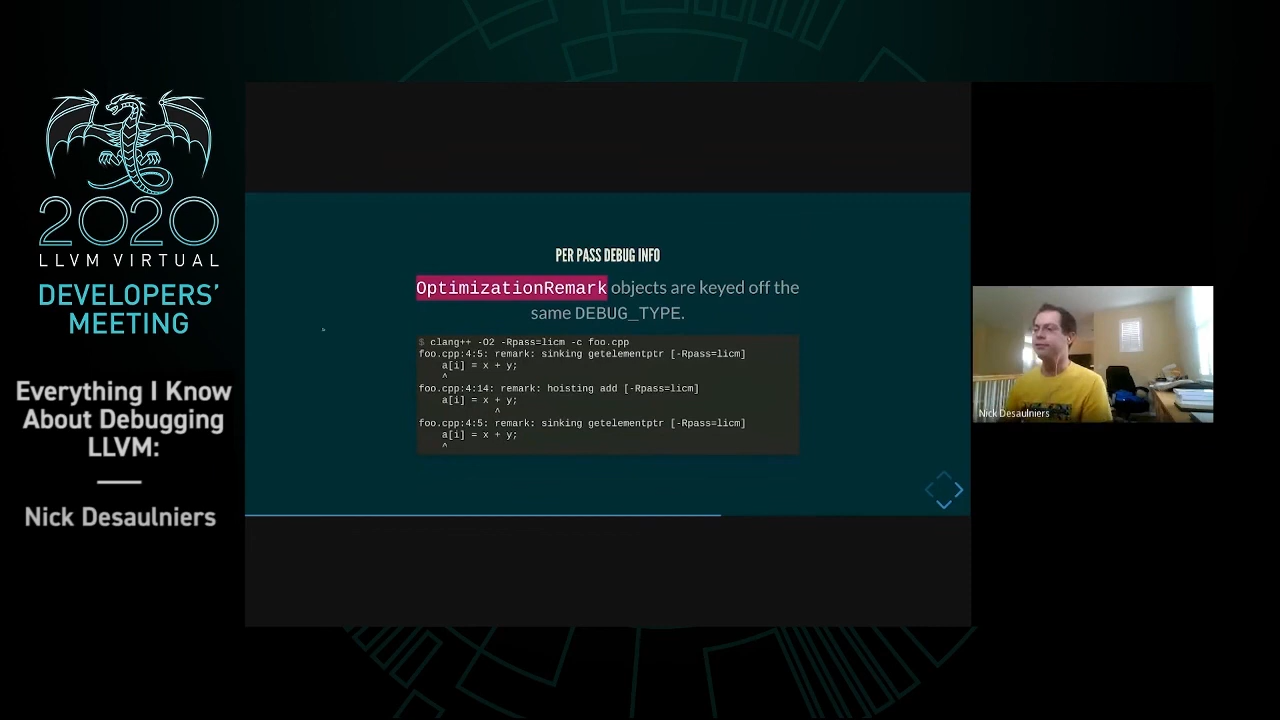 2020
LLVM VIRTUAL
DEVELOPERS'
MEETING
Everything I Know
About Debugging
LLVM:
Nick Desaulniers
PER PASS DEBUG INFO
OptimizationRemark objects are keyed off the
same DEBUG_TYPE.
$ clang++ -O2 -Rpass=licm -c foo.cpp
foo.cpp:4:5: remark: sinking getelementptr [-Rpass=licm]
    a[i] = x + y;
    ^
foo.cpp:4:14: remark: hoisting add [-Rpass=licm]
    a[i] = x + y;
             ^
foo.cpp:4:5: remark: sinking getelementptr [-Rpass=licm]
    a[i] = x + y;
    ^
Nick Desaulniers